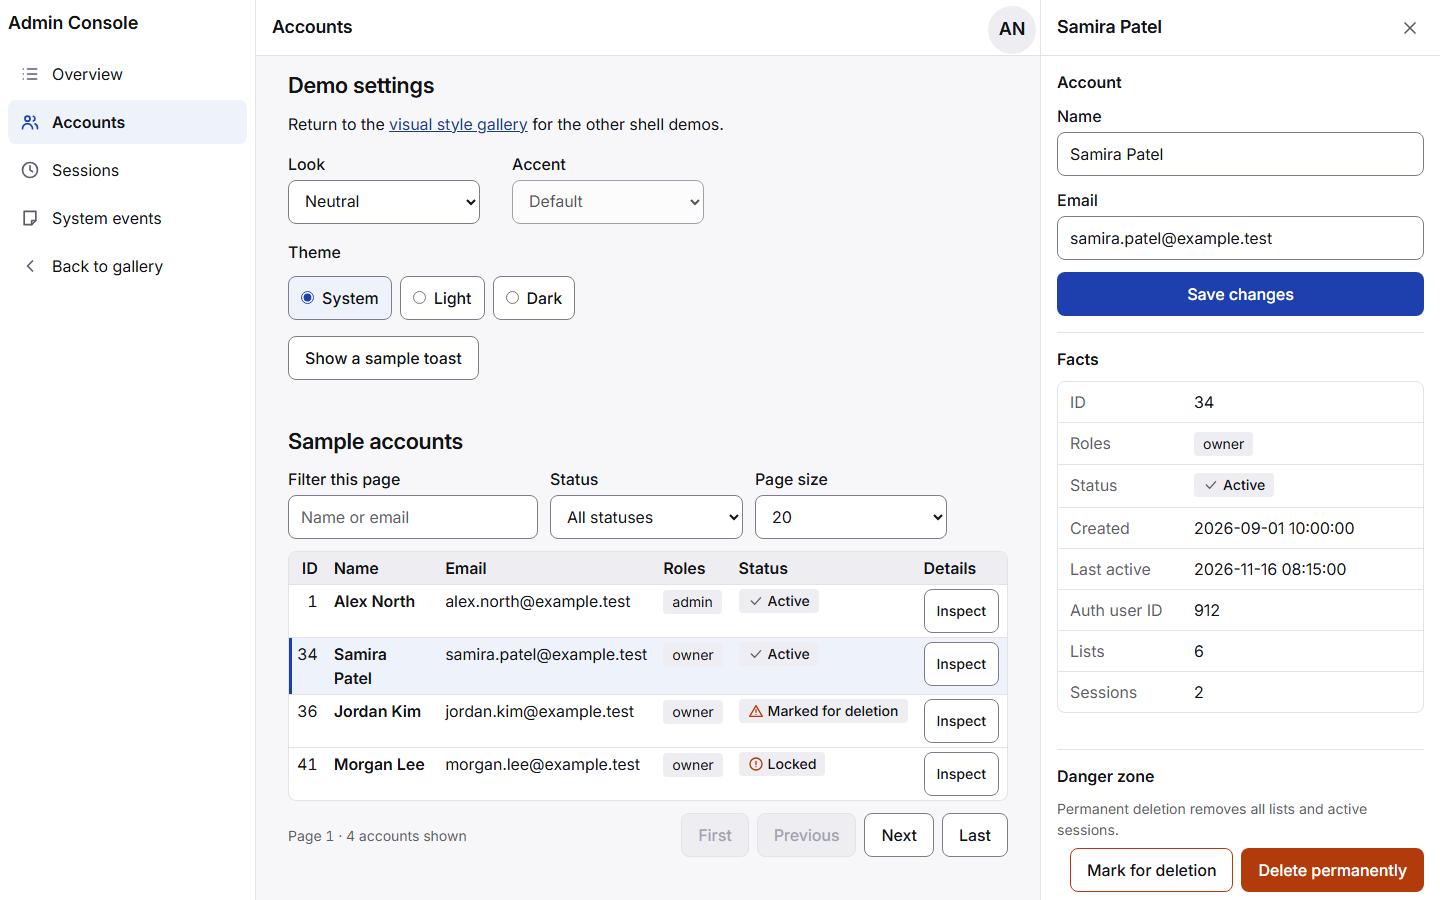 Admin Console
Overview
Accounts
Sessions
System events
Back to gallery
Accounts
AN
Demo settings
Return to the visual style gallery for the other shell demos.
Look
Accent
Neutral
Default
Theme
System
Light
Dark
Show a sample toast
Sample accounts
Filter this page
Status
Page size
Name or email
All statuses
20
ID Name Email Roles Status Details
1 Alex North alex.north@example.test admin Active Inspect
34 Samira Patel samira.patel@example.test owner Active Inspect
36 Jordan Kim jordan.kim@example.test owner Marked for deletion Inspect
41 Morgan Lee morgan.lee@example.test owner Locked Inspect
Page 1 · 4 accounts shown
First
Previous
Next
Last
Samira Patel
Account
Name
Samira Patel
Email
samira.patel@example.test
Save changes
Facts
ID 34
Roles owner
Status Active
Created 2026-09-01 10:00:00
Last active 2026-11-16 08:15:00
Auth user ID 912
Lists 6
Sessions 2
Danger zone
Permanent deletion removes all lists and active
sessions.
Mark for deletion
Delete permanently